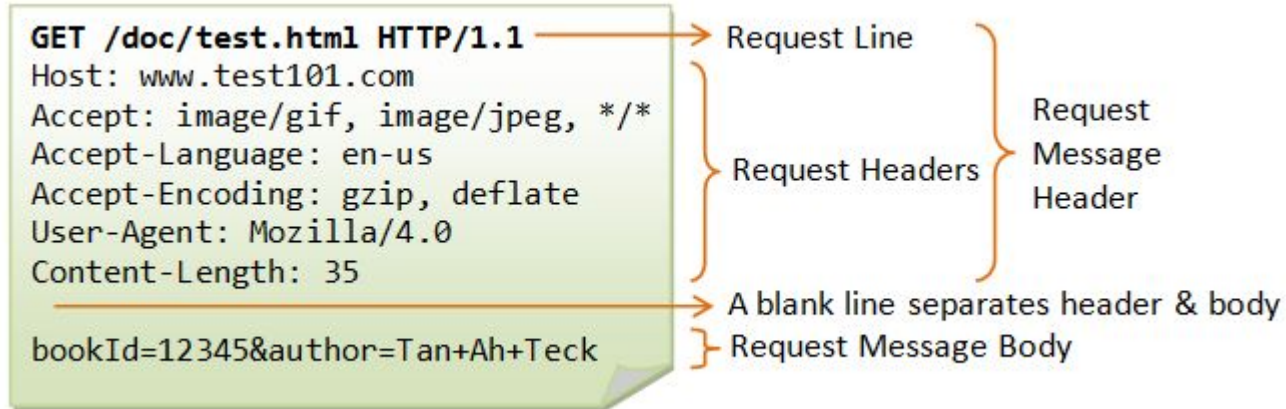 GET /doc/test.html HTTP/1.1
Request Line
Host: www.test101.com
Accept: image/gif, image/jpeg, */*
Accept-Language: en-us
Accept-Encoding: gzip, deflate
User-Agent: Mozilla/4.0
Content-Length: 35
Request Headers
Request
Message
Header
A blank line separates header & body
bookId=12345&author=Tan+Ah+Teck
Request Message Body